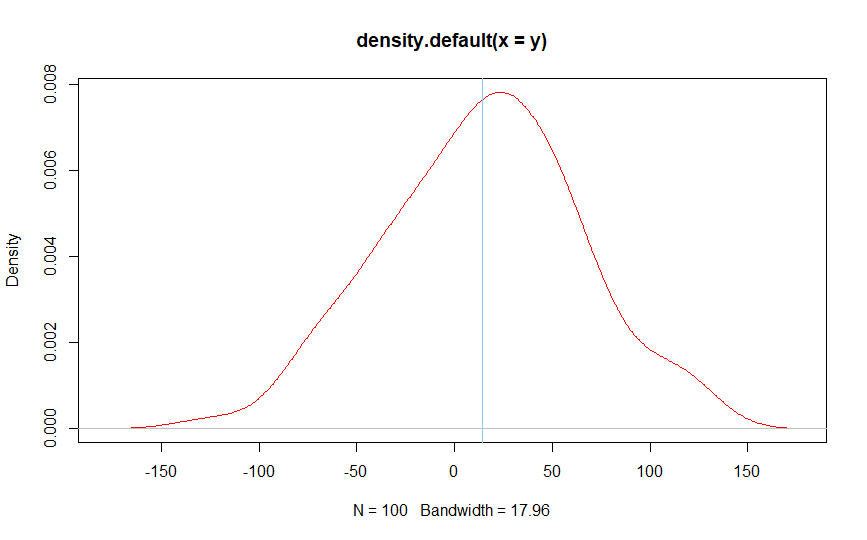 density.default(x = y)
0.008
0.006
0.004
0.002
0.000
Density
-150 -100 -50 0 50 100 150
N = 100 Bandwidth = 17.96